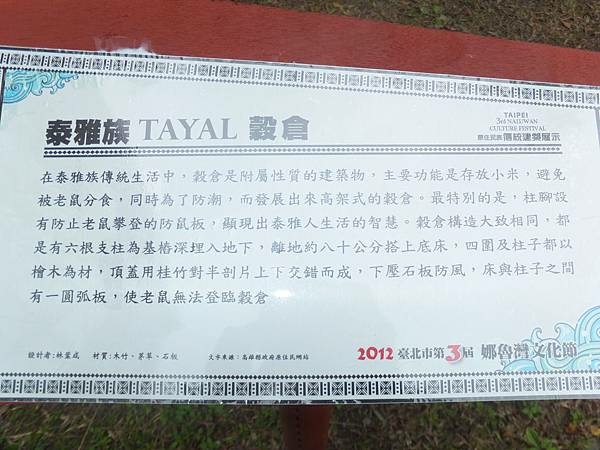 泰雅族 TAYAL 穀倉
TAIPEI
3rd NALUWAN
CULTURE FESTIVAL
原住民族傳統建築展示
在泰雅族傳統生活中，穀倉是附屬性質的建築物，主要功能是存放小米，避免
被老鼠分食，同時為了防潮，而發展出來高架式的穀倉。最特別的是，柱腳設
有防止老鼠攀登的防鼠板，顯現出泰雅人生活的智慧。穀倉構造大致相同，都
是有六根支柱為基樁深埋入地下，離地約八十公分搭上底床，四圍及柱子都以
檜木為材，頂蓋用桂竹對半剖片上下交錯而成，下壓石板防風，床與柱子之間
有一圓弧板，使老鼠無法登臨穀倉
設計者：林葉成 材質：木竹、茅草、石板 文字來源：高雄縣政府原住民網站
2012 臺北市第3屆 娜魯灣文化節